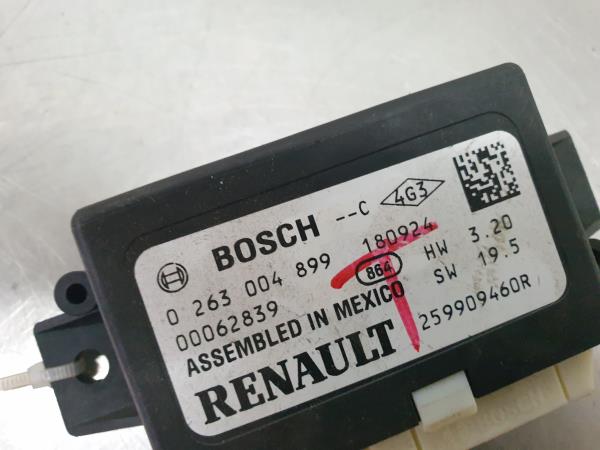 BOSCH --C 4G3
0 263 004 899 180924 HW 3.20
00062839 864 SW 19.5
ASSEMBLED IN MEXICO
RENAULT 259909460R